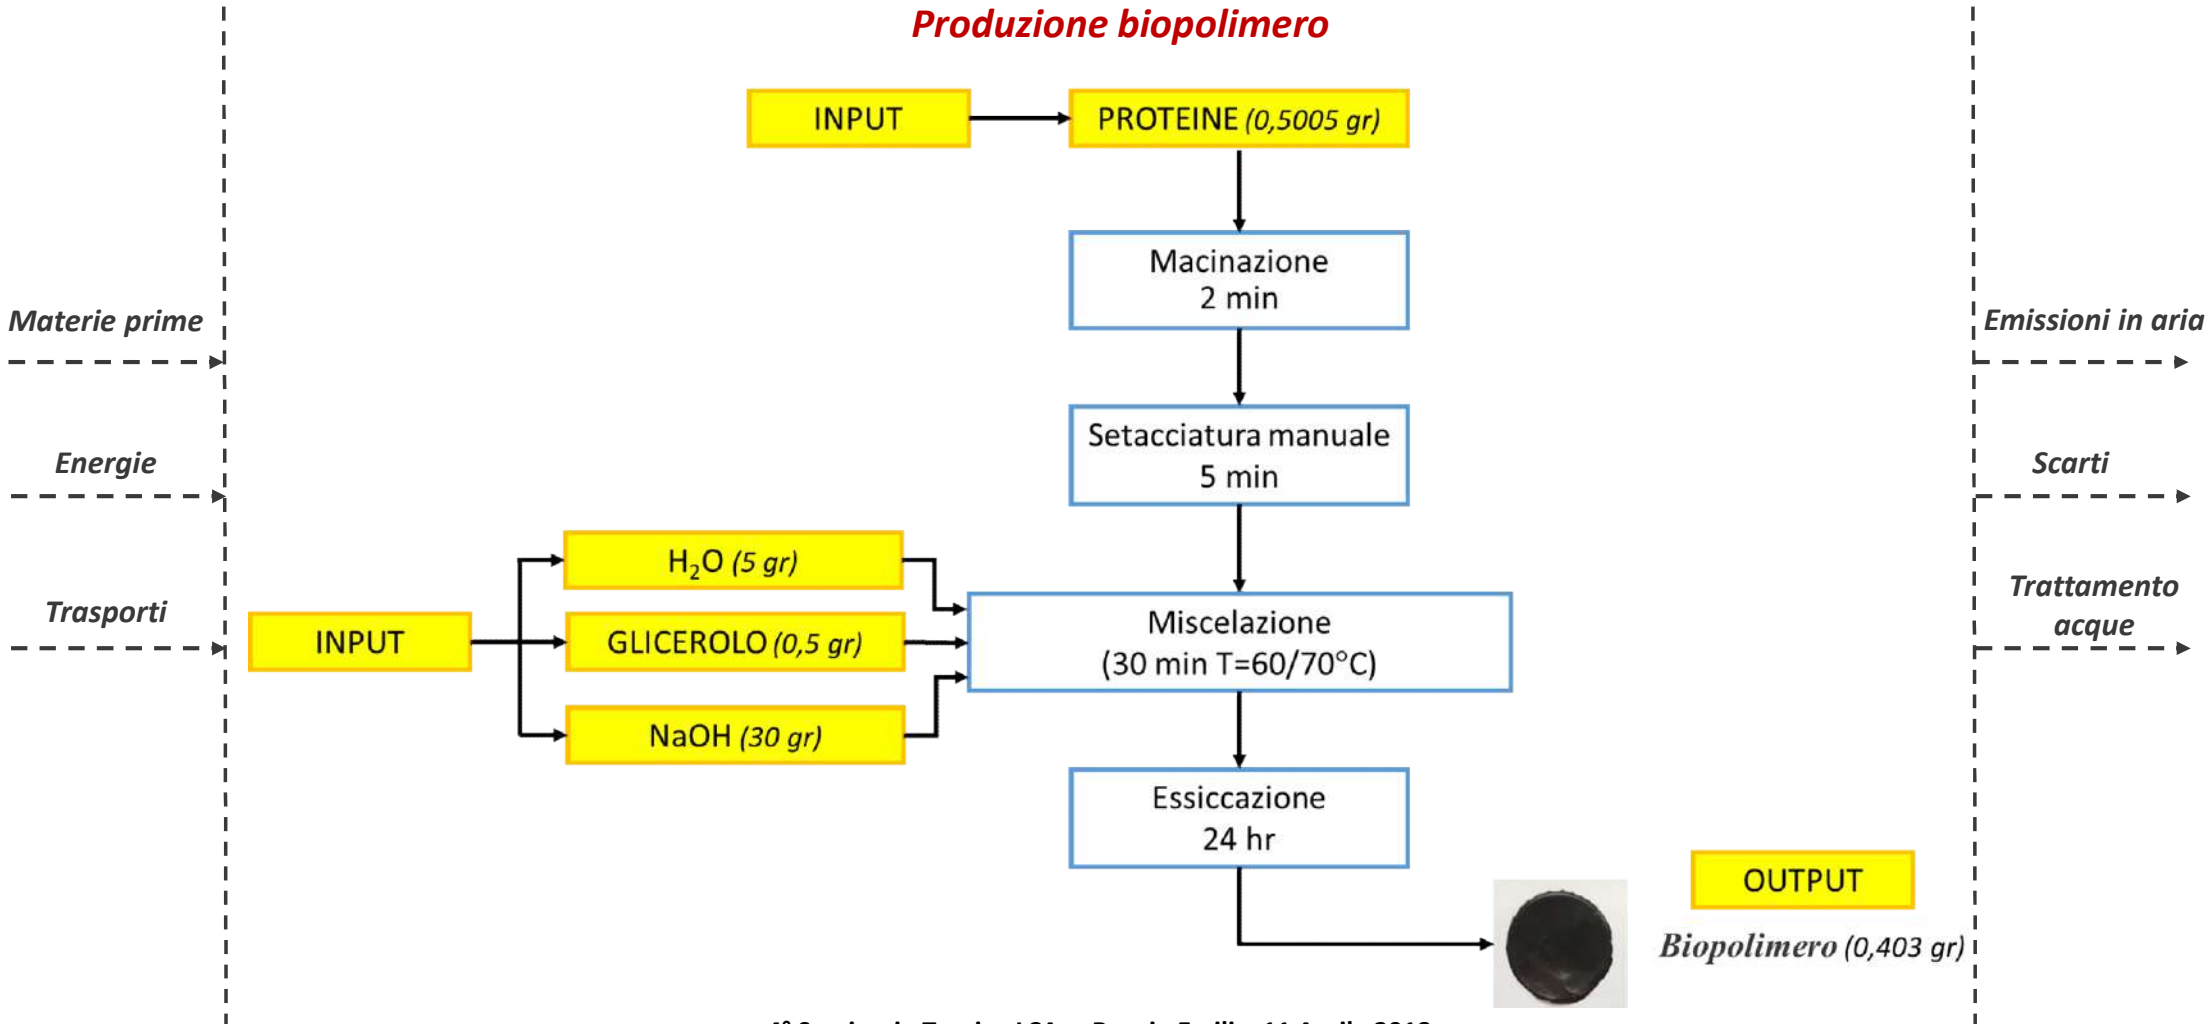 Produzione biopolimero
INPUT
PROTEINE (0,5005 gr)
Macinazione
2 min
Materie prime
Emissioni in aria
Setacciatura manuale
5 min
Energie
Scarti
H₂O (5 gr)
Trasporti
INPUT
GLICEROLO (0,5 gr)
NaOH (30 gr)
Miscelazione
(30 min T=60/70°C)
Trattamento
acque
Essiccazione
24 hr
OUTPUT
Biopolimero (0,403 gr)